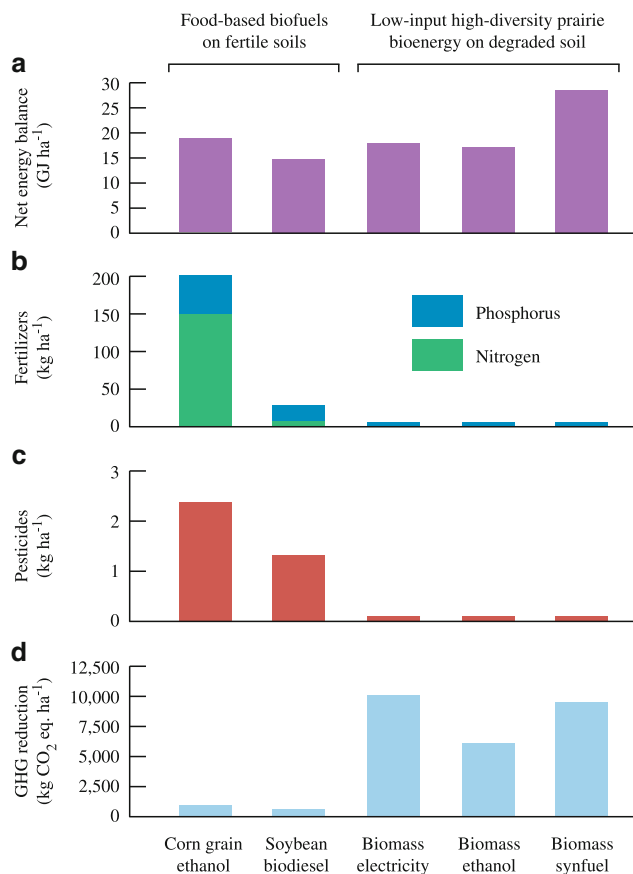 Food-based biofuels
on fertile soils
Low-input high-diversity prairie
bioenergy on degraded soil
a
Net energy balance
(GJ ha-1)
30
25
20
15
10
5
0
b
Fertilizers
(kg ha-1)
200
150
100
50
0
Phosphorus
Nitrogen
c
Pesticides
(kg ha-1)
3
2
1
0
d
GHG reduction
(kg CO2 eq. ha-1)
12,500
10,000
7,500
5,000
2,500
0
Corn grain
ethanol
Soybean
biodiesel
Biomass
electricity
Biomass
ethanol
Biomass
synfuel